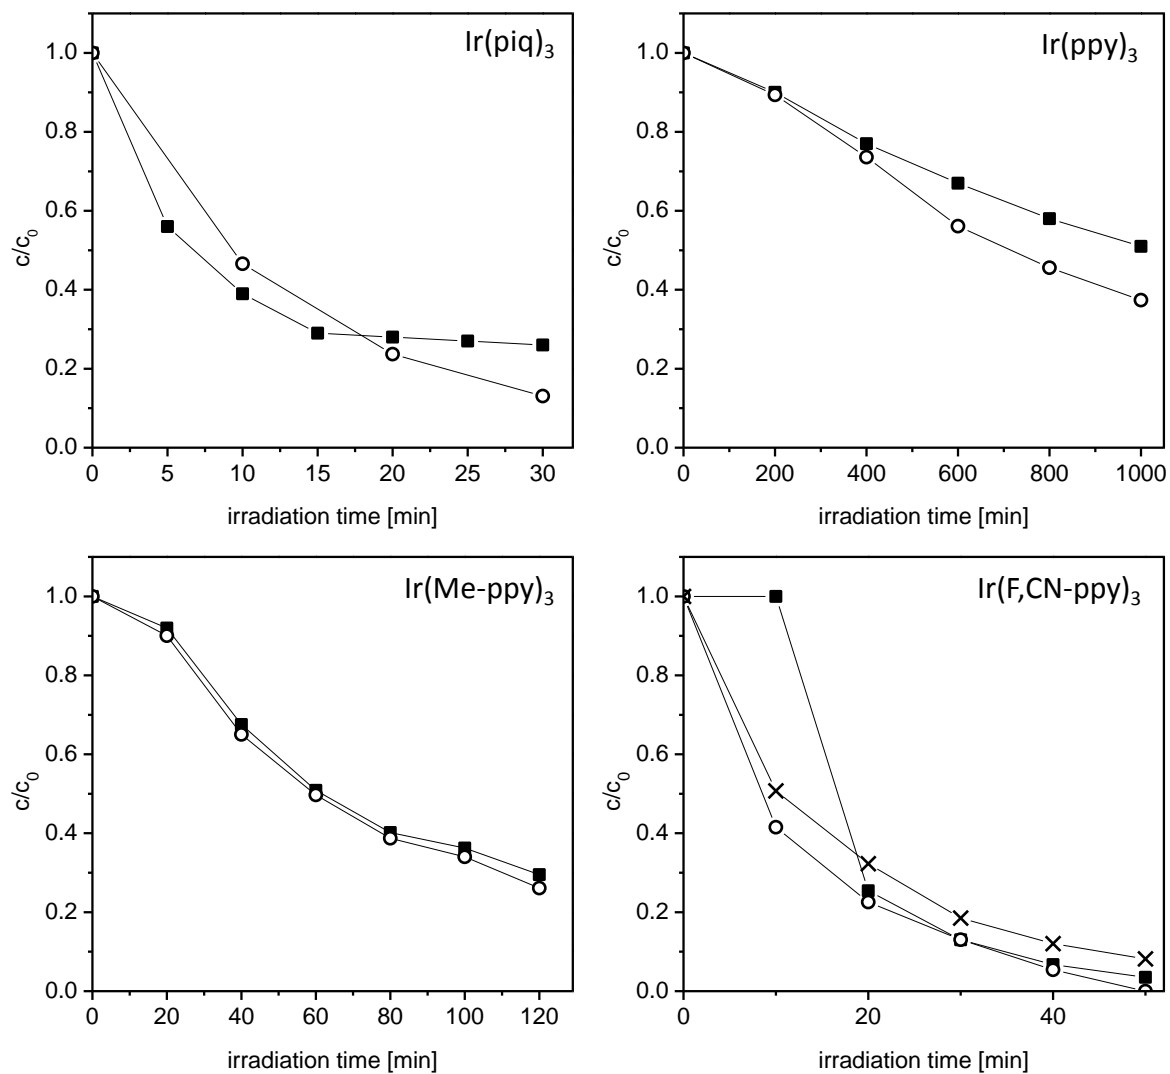 Ir(piq)₃
1.0
0.8
0.6
0.4
0.2
0.0
c/c₀
0 5 10 15 20 25 30
irradiation time [min]
Ir(ppy)₃
1.0
0.8
0.6
0.4
0.2
0.0
c/c₀
0 200 400 600 800 1000
irradiation time [min]
Ir(Me-ppy)₃
1.0
0.8
0.6
0.4
0.2
0.0
c/c₀
0 20 40 60 80 100 120
irradiation time [min]
Ir(F,CN-ppy)₃
1.0
0.8
0.6
0.4
0.2
0.0
c/c₀
0 20 40
irradiation time [min]